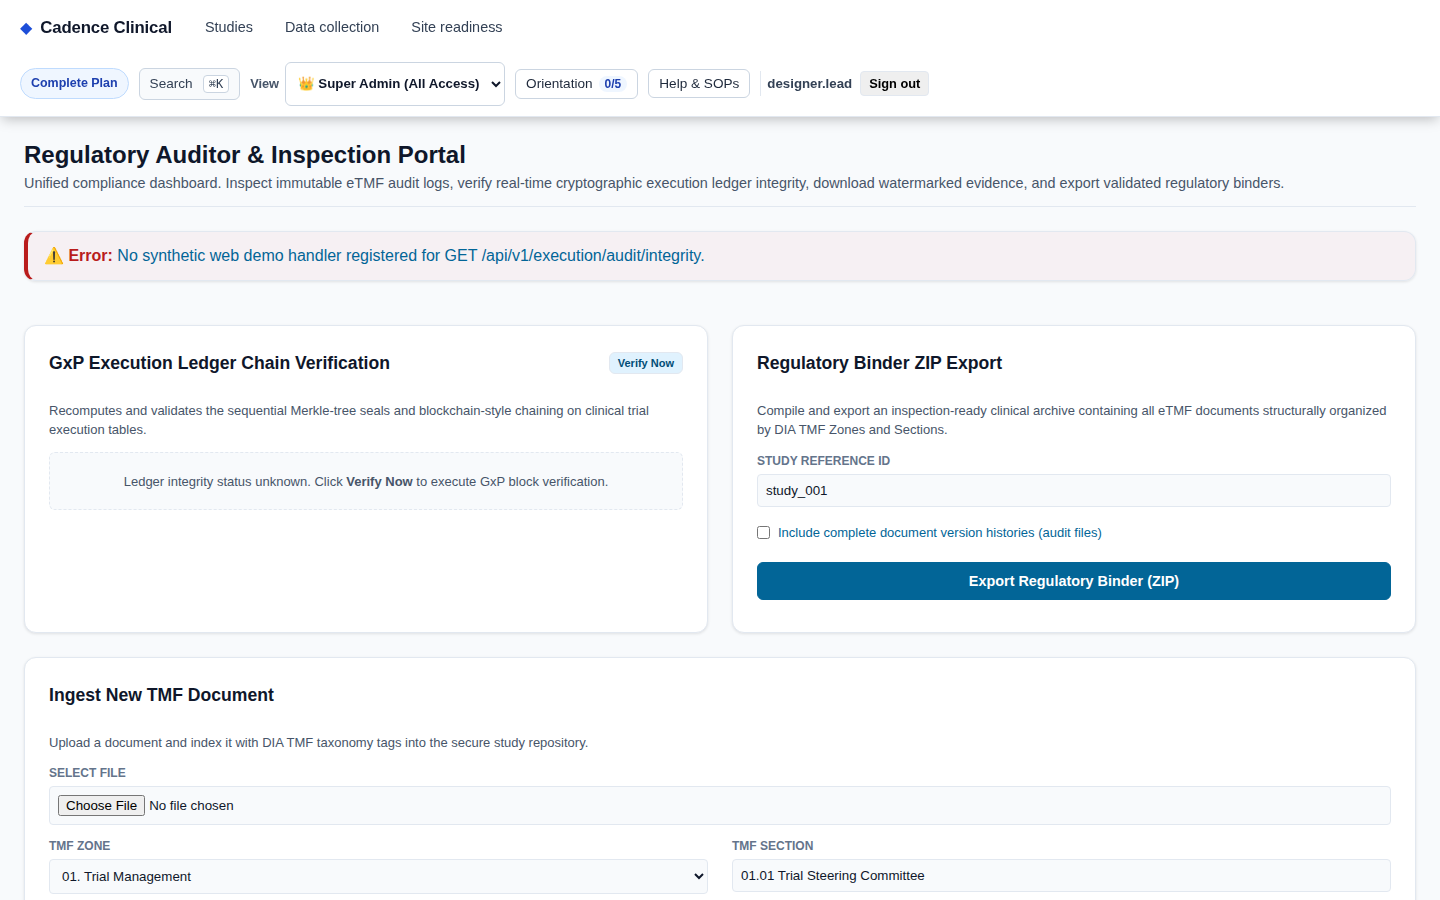 Cadence Clinical
Studies
Data collection
Site readiness
Complete Plan
Search ⌘K
View
👑 Super Admin (All Access)
Orientation 0/5
Help & SOPs
designer.lead
Sign out
Regulatory Auditor & Inspection Portal
Unified compliance dashboard. Inspect immutable eTMF audit logs, verify real-time cryptographic execution ledger integrity, download watermarked evidence, and export validated regulatory binders.
⚠️ Error: No synthetic web demo handler registered for GET /api/v1/execution/audit/integrity.
GxP Execution Ledger Chain Verification
Verify Now
Recomputes and validates the sequential Merkle-tree seals and blockchain-style chaining on clinical trial
execution tables.
Ledger integrity status unknown. Click Verify Now to execute GxP block verification.
Regulatory Binder ZIP Export
Compile and export an inspection-ready clinical archive containing all eTMF documents structurally organized
by DIA TMF Zones and Sections.
STUDY REFERENCE ID
study_001
Include complete document version histories (audit files)
Export Regulatory Binder (ZIP)
Ingest New TMF Document
Upload a document and index it with DIA TMF taxonomy tags into the secure study repository.
SELECT FILE
Choose File No file chosen
TMF ZONE
01. Trial Management
TMF SECTION
01.01 Trial Steering Committee